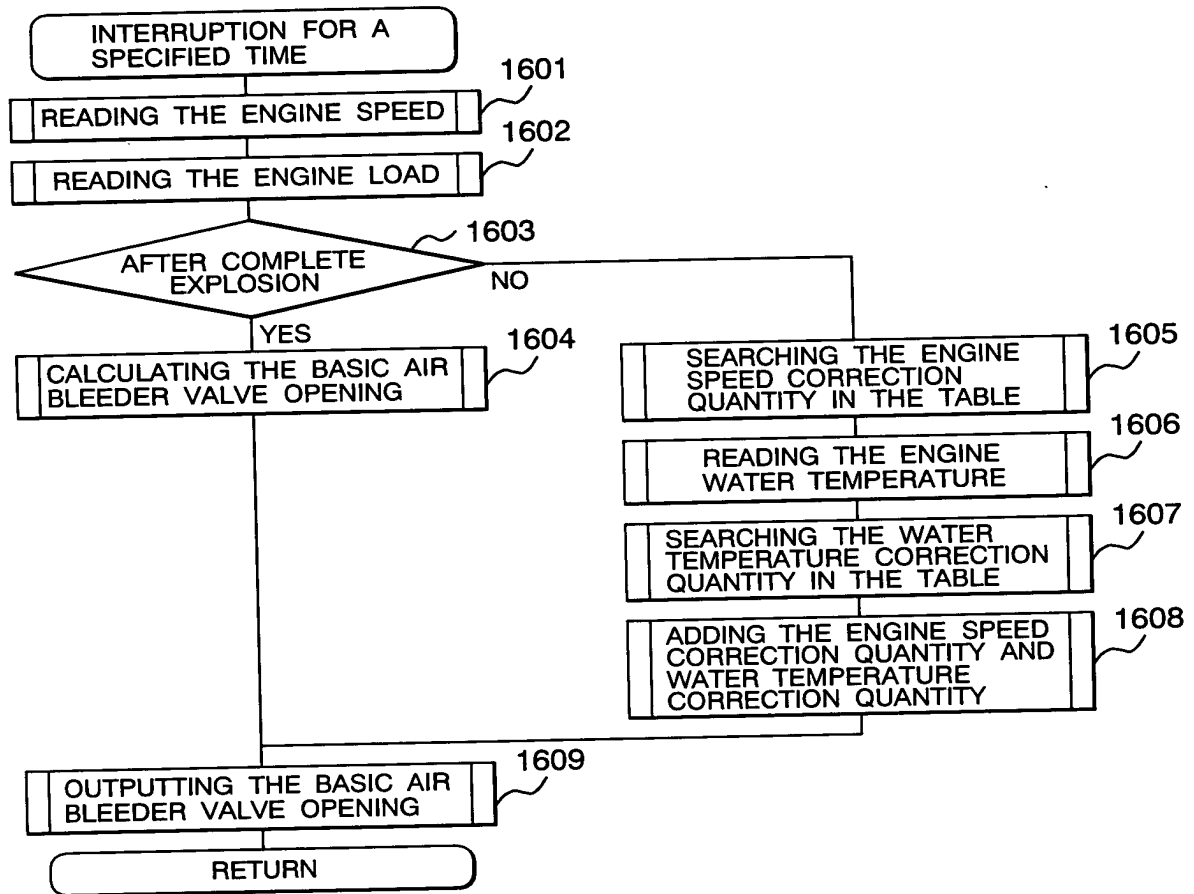 INTERRUPTION FOR A
SPECIFIED TIME
1601
READING THE ENGINE SPEED
1602
READING THE ENGINE LOAD
1603
AFTER COMPLETE
EXPLOSION
NO
YES
1604
CALCULATING THE BASIC AIR
BLEEDER VALVE OPENING
1605
SEARCHING THE ENGINE
SPEED CORRECTION
QUANTITY IN THE TABLE
1606
READING THE ENGINE
WATER TEMPERATURE
1607
SEARCHING THE WATER
TEMPERATURE CORRECTION
QUANTITY IN THE TABLE
1608
ADDING THE ENGINE SPEED
CORRECTION QUANTITY AND
WATER TEMPERATURE
CORRECTION QUANTITY
1609
OUTPUTTING THE BASIC AIR
BLEEDER VALVE OPENING
RETURN